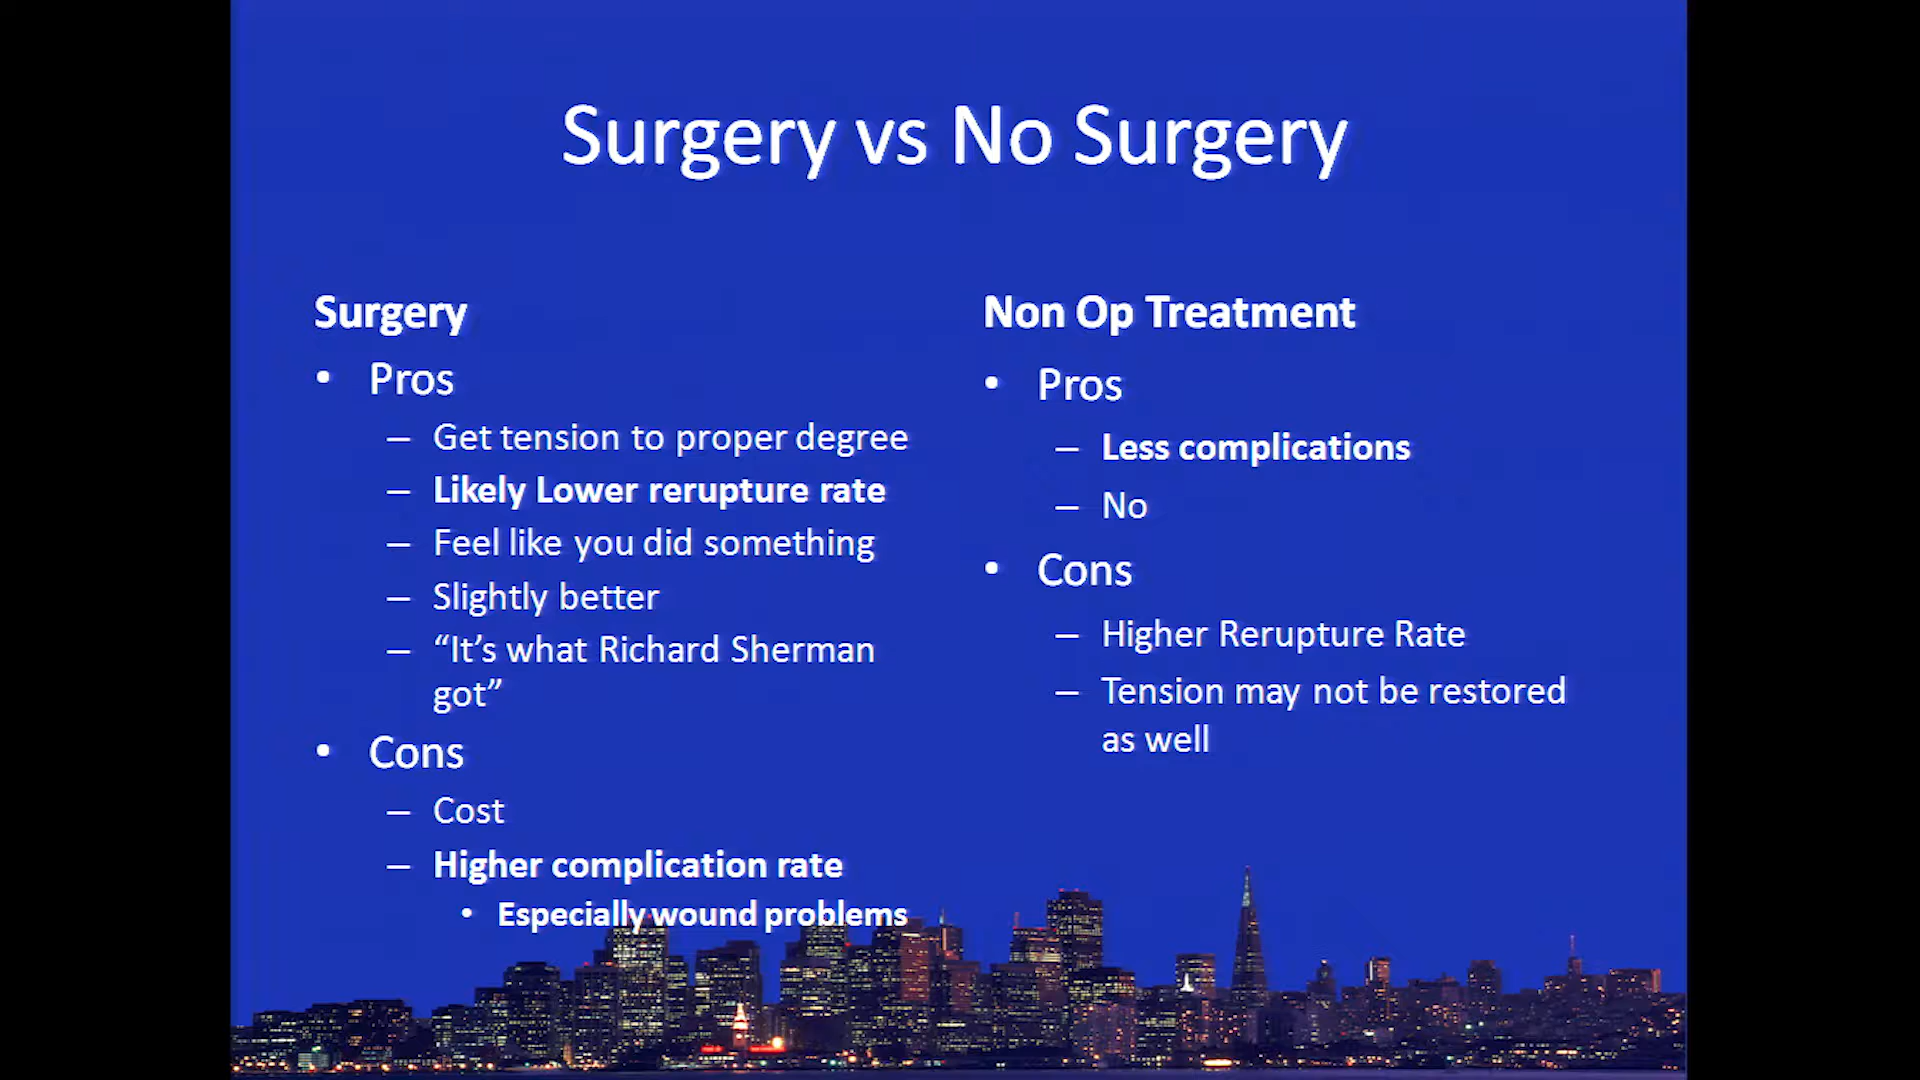 Surgery vs No Surgery
Surgery
• Pros
– Get tension to proper degree
– Likely Lower rerupture rate
– Feel like you did something
– Slightly better
– “It’s what Richard Sherman
got”
• Cons
– Cost
– Higher complication rate
• Especially wound problems
Non Op Treatment
• Pros
– Less complications
– No
• Cons
– Higher Rerupture Rate
– Tension may not be restored
as well